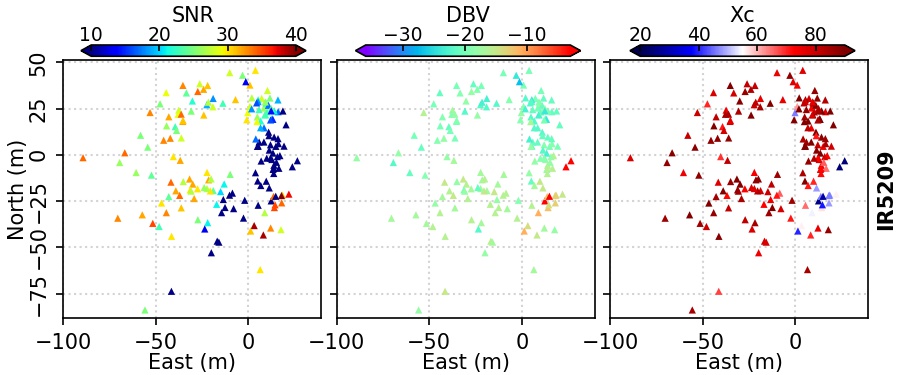 SNR DBV Xc
10 20 30 40 −30 −20 −10 20 40 60 80
50
25
0
−25
−50
−75
North (m)
IR5209
−100 −50 0 −100 −50 0 −100 −50 0
East (m) East (m) East (m)